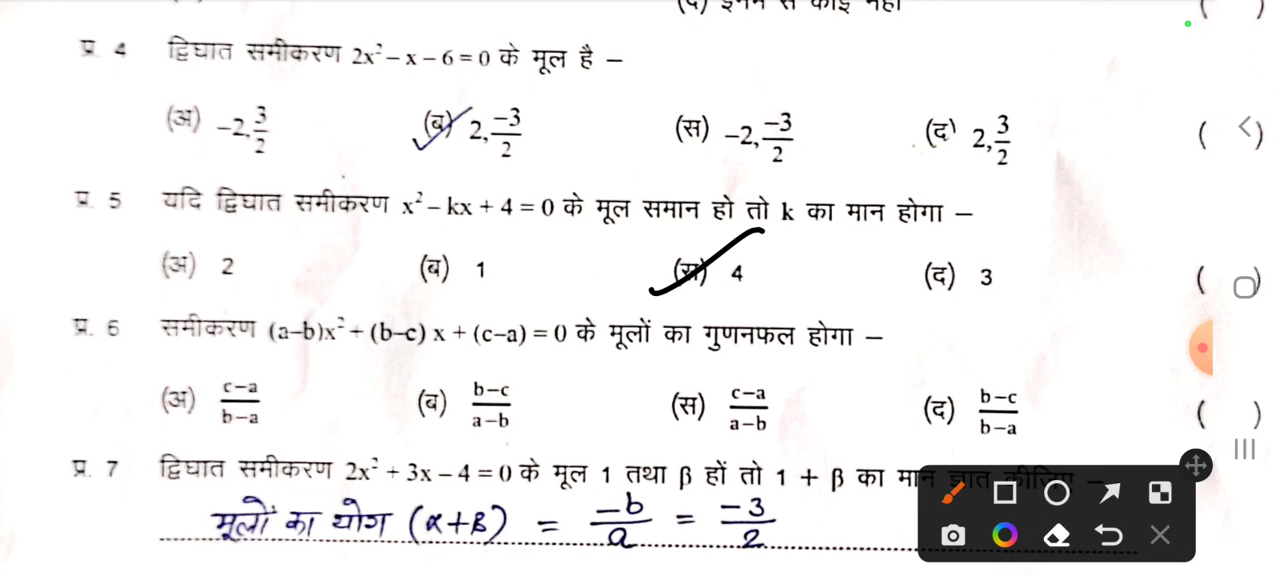 (द) इनमें से कोई नहीं ( )
प्र. 4 द्विघात समीकरण 2x² – x – 6 = 0 के मूल है –
(अ) –2, 3/2 (ब) 2, –3/2 (स) –2, –3/2 (द) 2, 3/2 ( )
प्र. 5 यदि द्विघात समीकरण x² – kx + 4 = 0 के मूल समान हो तो k का मान होगा –
(अ) 2 (ब) 1 (स) 4 (द) 3 ( )
प्र. 6 समीकरण (a–b)x² + (b–c) x + (c–a) = 0 के मूलों का गुणनफल होगा –
(अ) c–a/b–a (ब) b–c/a–b (स) c–a/a–b (द) b–c/b–a ( )
प्र. 7 द्विघात समीकरण 2x² + 3x – 4 = 0 के मूल 1 तथा β हों तो 1 + β का मान ज्ञात कीजिए –
मूलों का योग (α+β) = –b/a = –3/2